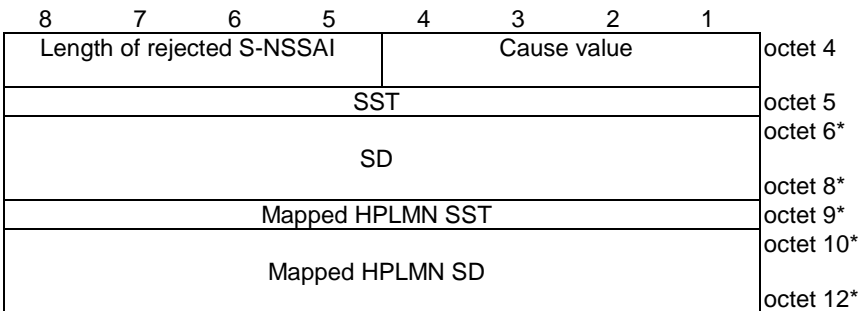 8 7 6 5 4 3 2 1
Length of rejected S-NSSAI Cause value octet 4
SST octet 5
octet 6*
SD
octet 8*
Mapped HPLMN SST octet 9*
octet 10*
Mapped HPLMN SD
octet 12*